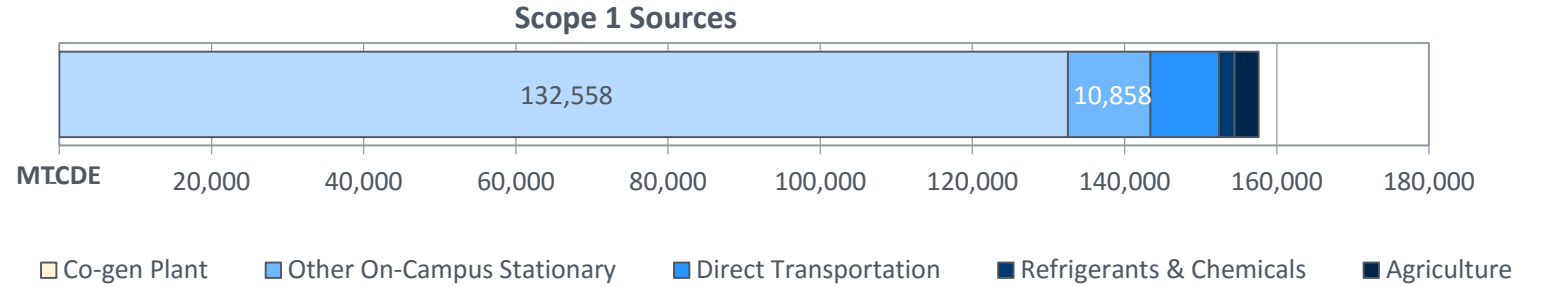 Scope 1 Sources
132,558 10,858
MTCDE 20,000 40,000 60,000 80,000 100,000 120,000 140,000 160,000 180,000
Co-gen Plant Other On-Campus Stationary Direct Transportation Refrigerants & Chemicals Agriculture